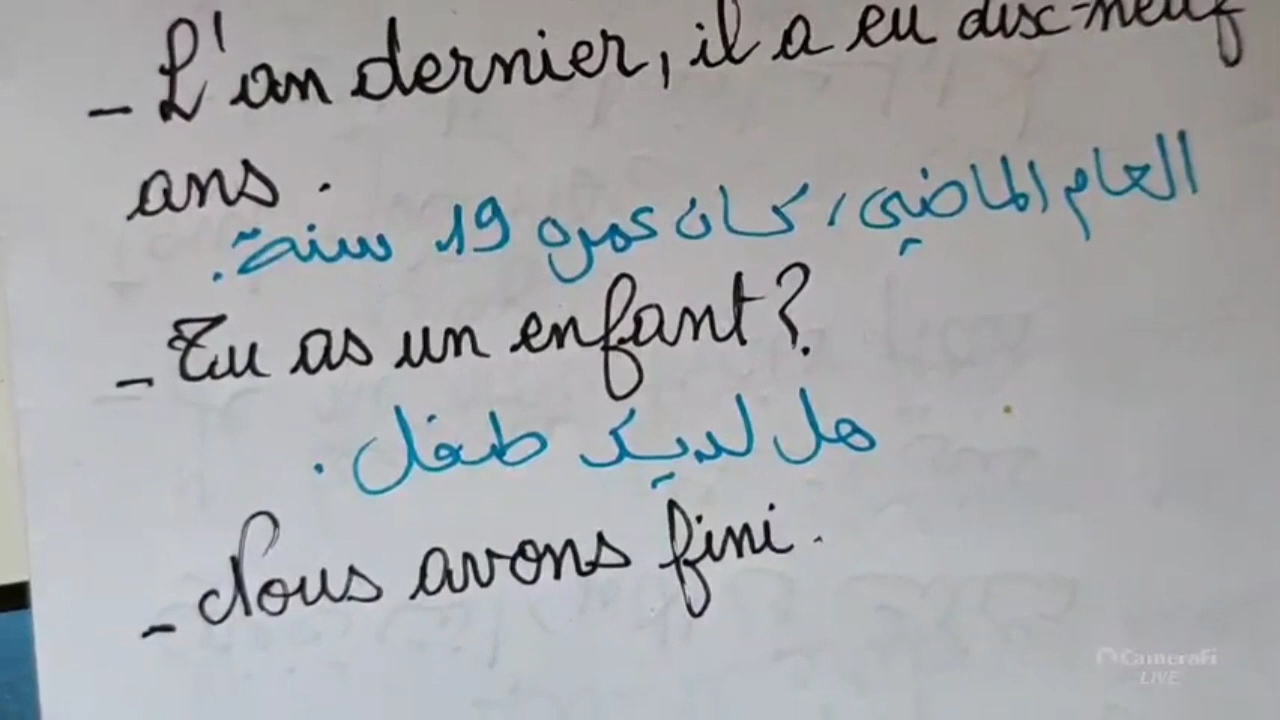 - L'an dernier, il a eu dix-neuf
ans.
العام الماضي، كان عمره 19 سنة.
- Tu as un enfant?
هل لديك طفل.
- Nous avons fini.
CameraFi
LIVE